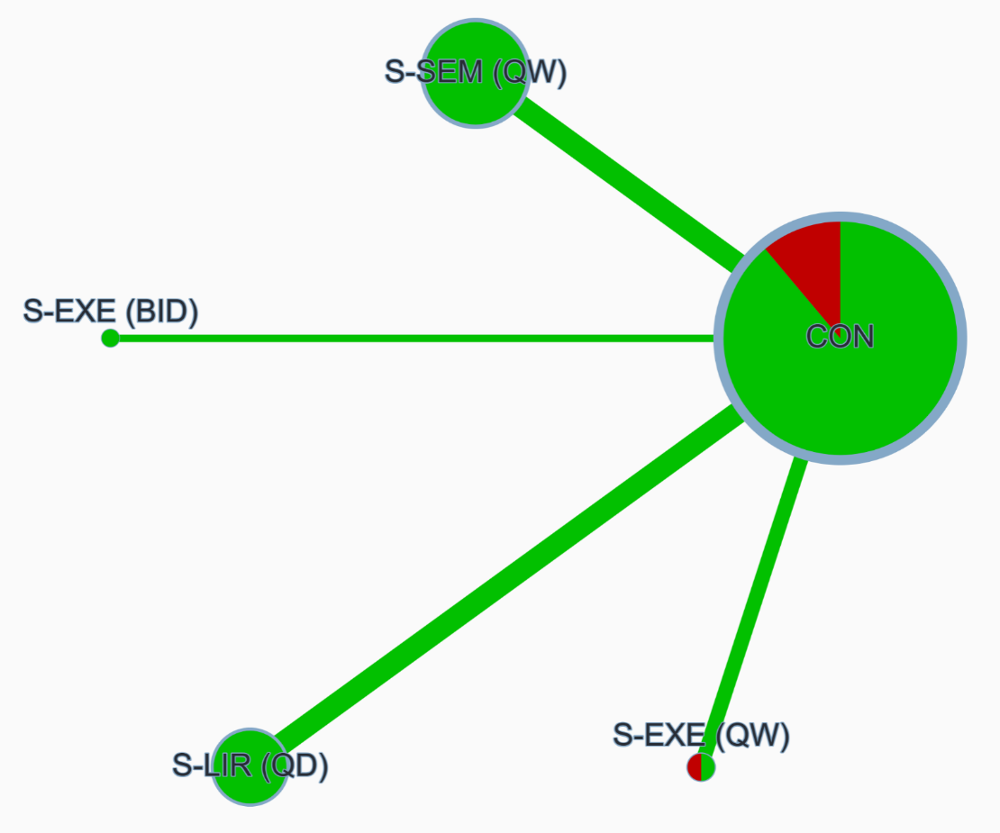 S-SEM (QW)
S-EXE (BID)
CON
S-EXE (QW)
S-LIR (QD)